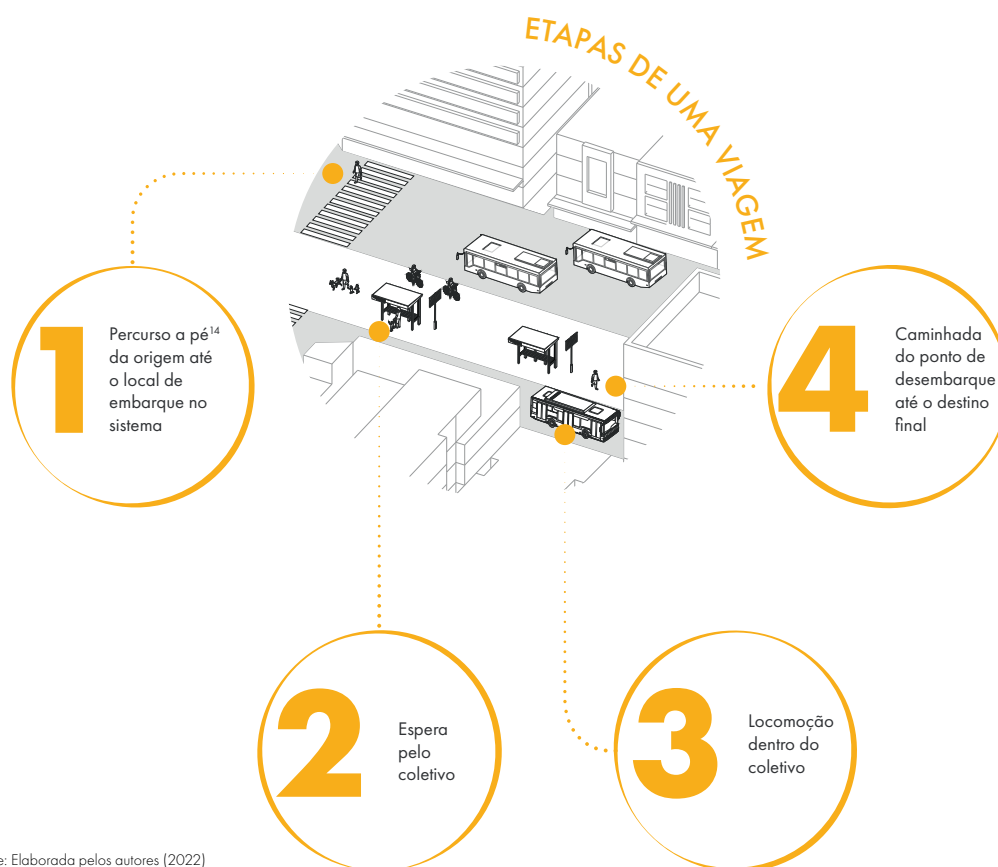 ETAPAS DE UMA VIAGEM
1
Percurso a pé¹⁴
da origem até
o local de
embarque no
sistema
4
Caminhada
do ponto de
desembarque
até o destino
final
2
Espera
pelo
coletivo
3
Locomoção
dentro do
coletivo
e: Elaborada pelos autores (2022)